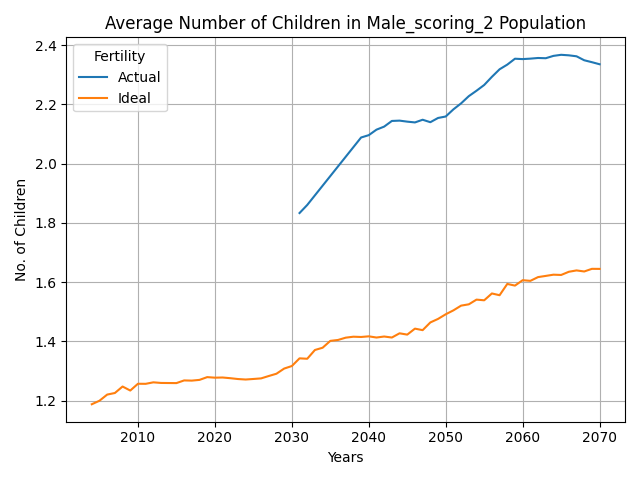 Average Number of Children in Male_scoring_2 Population
Fertility
Actual
Ideal
No. of Children
2.4
2.2
2.0
1.8
1.6
1.4
1.2
2010 2020 2030 2040 2050 2060 2070
Years